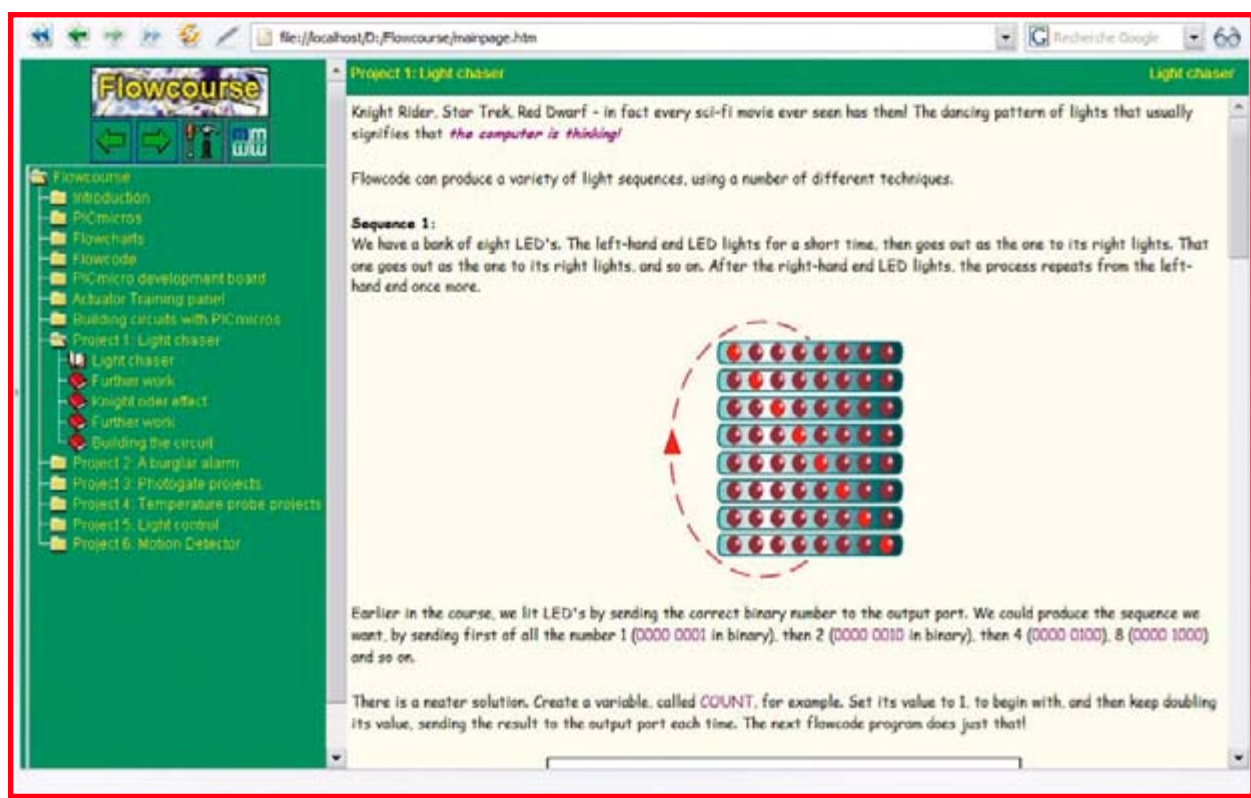 file://localhost/D:/Flowcourse/mainpage.htm
G Recherche Google
Flowcourse
Flowcourse
Introduction
PICmicros
Flowcharts
Flowcode
PICmicro development board
Actuator Training panel
Building circuits with PICmicros
Project 1: Light chaser
Light chaser
Further work
Knight rider effect
Further work
Building the circuit
Project 2: A burglar alarm
Project 3: Photogate projects
Project 4: Temperature probe projects
Project 5: Light control
Project 6: Motion Detector
Project 1: Light chaser
Light chaser
Knight Rider, Star Trek, Red Dwarf - in fact every sci-fi movie ever seen has them! The dancing pattern of lights that usually
signifies that the computer is thinking!
Flowcode can produce a variety of light sequences, using a number of different techniques.
Sequence 1:
We have a bank of eight LED's. The left-hand end LED lights for a short time, then goes out as the one to its right lights. That
one goes out as the one to its right lights, and so on. After the right-hand end LED lights, the process repeats from the left-
hand end once more.
Earlier in the course, we lit LED's by sending the correct binary number to the output port. We could produce the sequence we
want, by sending first of all the number 1 (0000 0001 in binary), then 2 (0000 0010 in binary), then 4 (0000 0100), 8 (0000 1000)
and so on.
There is a neater solution. Create a variable, called COUNT, for example. Set its value to 1, to begin with, and then keep doubling
its value, sending the result to the output port each time. The next flowcode program does just that!